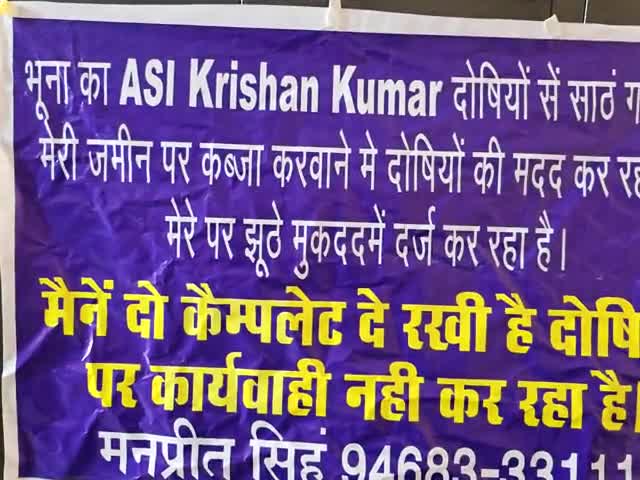 भूना का ASI Krishan Kumar दोषियों सें साठं ग
मेरी जमीन पर कब्जा करवाने मे दोषियों की मदद कर रह
मेरे पर झूठे मुकददमें दर्ज कर रहा है।
मैनें दो कैम्पलेट दे रखी है दोषि
पर कार्यवाही नही कर रहा है।
मनप्रीत सिहं 94683-33111